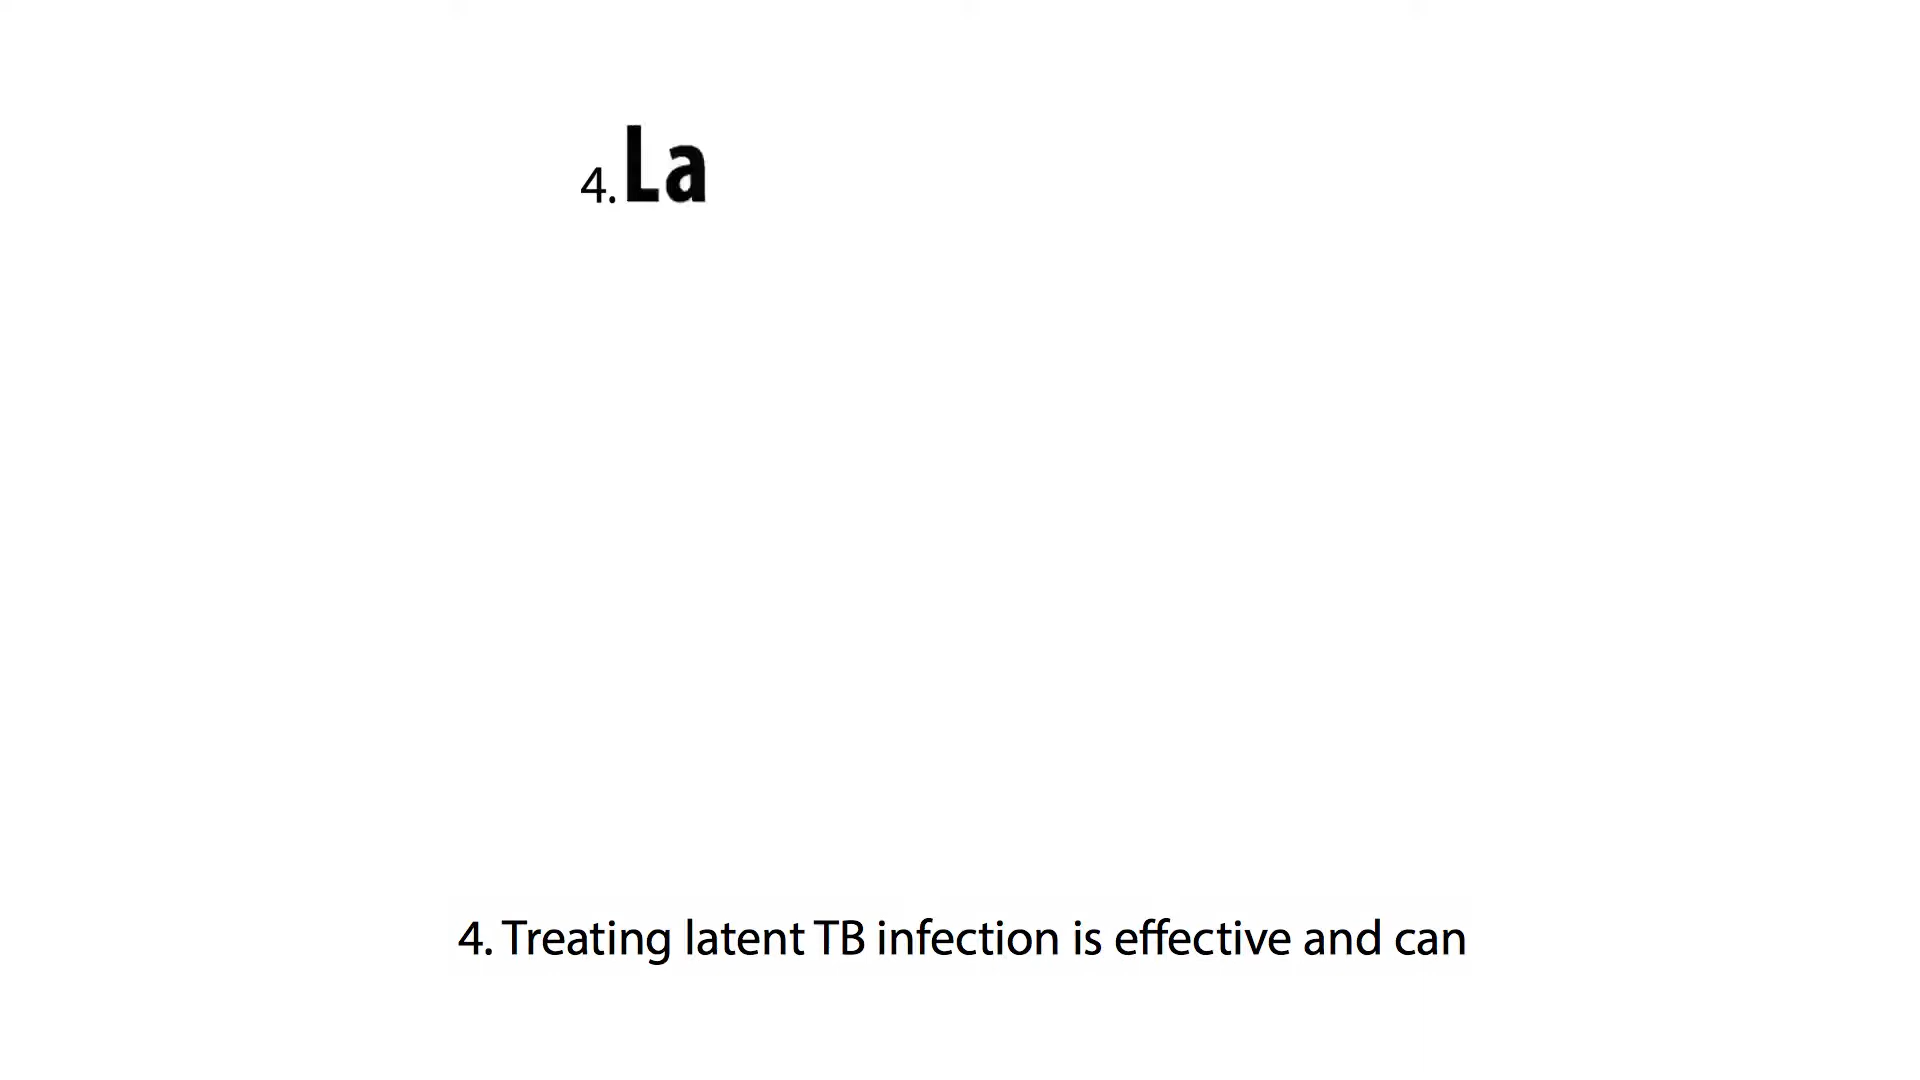 4. La
4. Treating latent TB infection is effective and can